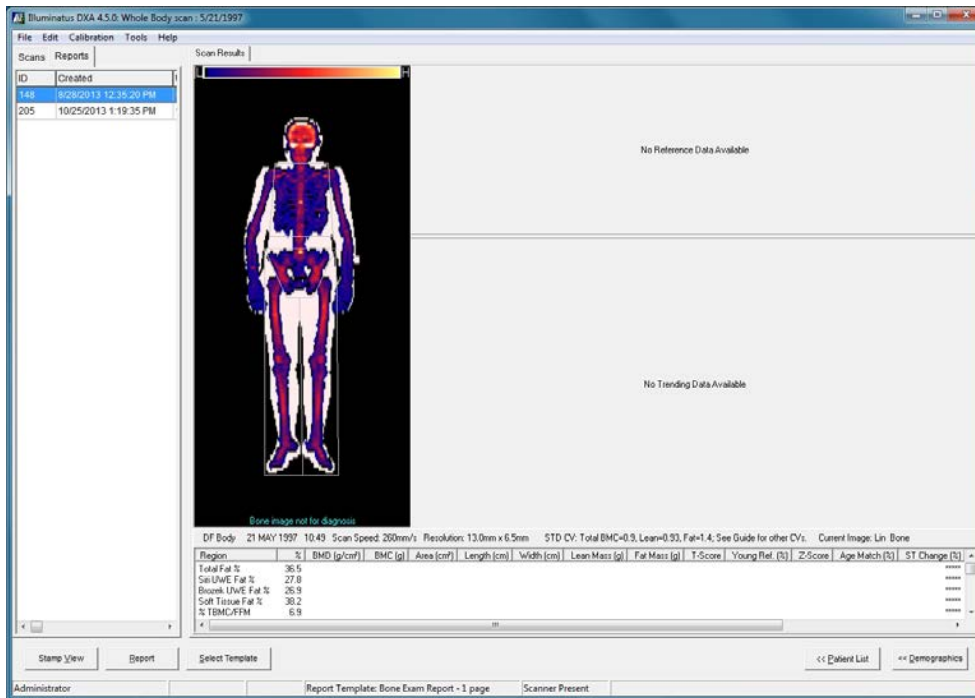 Illuminatus DXA 4.5.0: Whole Body scan : 5/21/1997
File Edit Calibration Tools Help
Scans Reports
Scan Results
ID Created
148 8/28/2013 12:35:20 PM
205 10/25/2013 1:19:35 PM
L H
No Reference Data Available
No Trending Data Available
Bone image not for diagnosis
DF Body 21 MAY 1997 10:49 Scan Speed: 260mm/s Resolution: 13.0mm x 6.5mm STD CV: Total BMC=0.9, Lean=0.93, Fat=1.4; See Guide for other CVs. Current Image: Lin Bone
Region % BMD (g/cm²) BMC (g) Area (cm²) Length (cm) Width (cm) Lean Mass (g) Fat Mass (g) T-Score Young Ref. (%) Z-Score Age Match (%) ST Change (%)
Total Fat % 36.5 *****
Siri UWE Fat % 27.8 *****
Brozek UWE Fat % 26.9 *****
Soft Tissue Fat % 38.2 *****
% TBMC/FFM 6.9 *****
Stamp View Report Select Template << Patient List << Demographics
Administrator Report Template: Bone Exam Report - 1 page Scanner Present